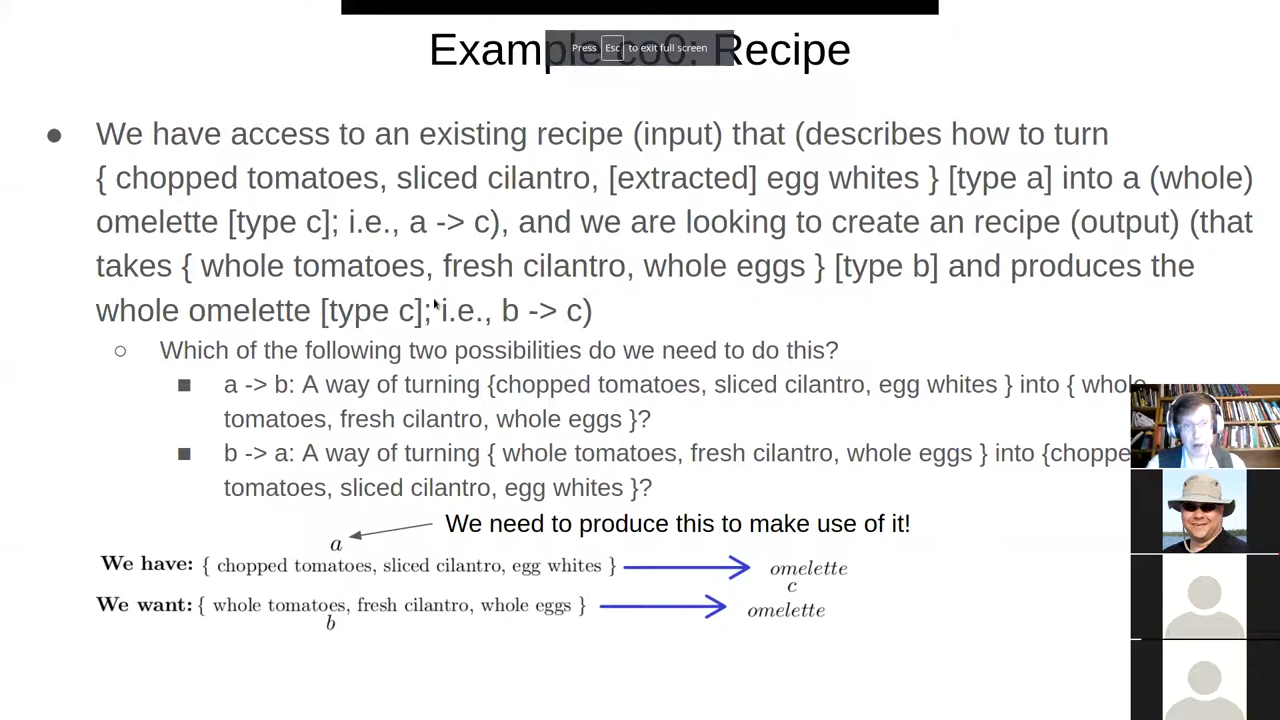 Example co0: Recipe
Press Esc to exit full screen
● We have access to an existing recipe (input) that (describes how to turn
{ chopped tomatoes, sliced cilantro, [extracted] egg whites } [type a] into a (whole)
omelette [type c]; i.e., a -> c), and we are looking to create an recipe (output) (that
takes { whole tomatoes, fresh cilantro, whole eggs } [type b] and produces the
whole omelette [type c]; i.e., b -> c)
○ Which of the following two possibilities do we need to do this?
■ a -> b: A way of turning {chopped tomatoes, sliced cilantro, egg whites } into { whole
tomatoes, fresh cilantro, whole eggs }?
■ b -> a: A way of turning { whole tomatoes, fresh cilantro, whole eggs } into {choppe
tomatoes, sliced cilantro, egg whites }?
We need to produce this to make use of it!
a
We have: { chopped tomatoes, sliced cilantro, egg whites } omelette
c
We want: { whole tomatoes, fresh cilantro, whole eggs } omelette
b